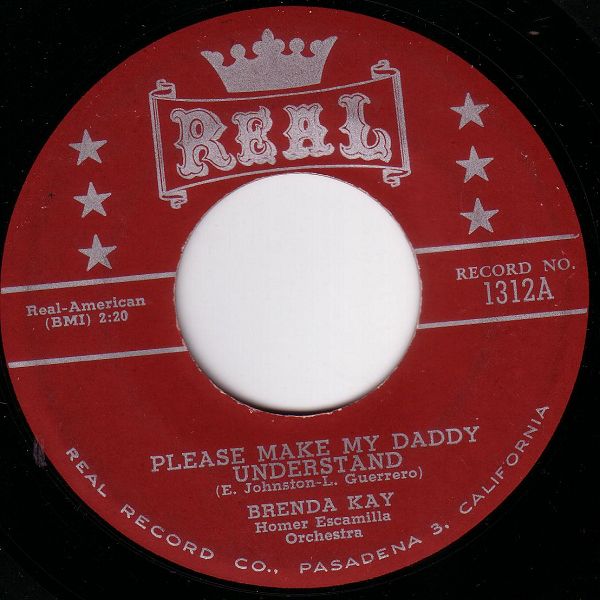 REAL
Real-American
(BMI) 2:20
RECORD NO.
1312A
PLEASE MAKE MY DADDY
UNDERSTAND
(E. Johnston-L. Guerrero)
BRENDA KAY
Homer Escamilla
Orchestra
REAL RECORD CO., PASADENA 3, CALIFORNIA